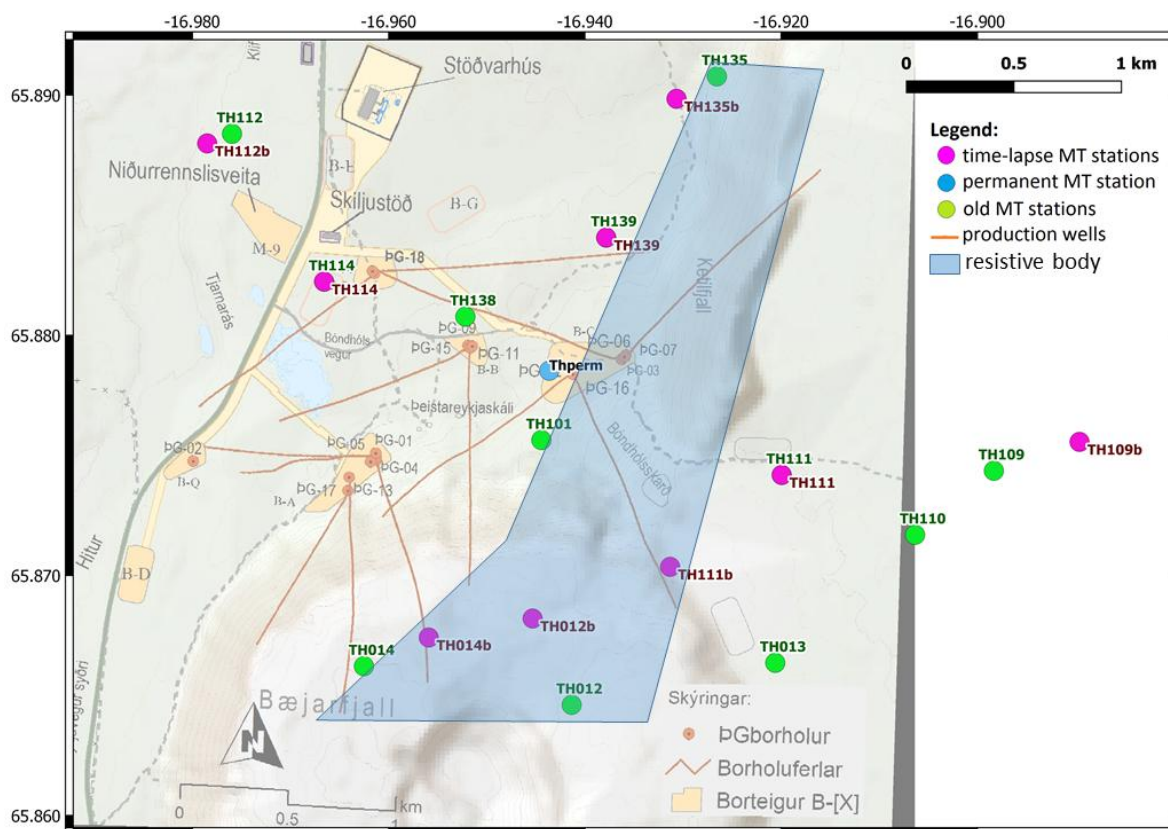 -16.980
-16.960
-16.940
-16.920
-16.900
65.890
65.880
65.870
65.860
0
0.5
1 km
Legend:
time-lapse MT stations
permanent MT station
old MT stations
production wells
resistive body
Klif
Stöðvarhús
TH135
TH135b
TH112
TH112b
Niðurrennslisveita
B-G
Skiljustöð
M-9
TH139
TH139
ÞG-18
TH114
TH114
Tjarnarás
Ketilfjall
TH138
Bóndhóls
vegur
ÞG-09
ÞG-15
ÞG-11
B-B
B-C
ÞG-06
ÞG-07
ÞG-03
Thperm
ÞG-16
Þeistareykjaskáli
TH101
Bóndhólsskarð
ÞG-02
B-Q
ÞG-05
ÞG-01
ÞG-04
ÞG-17
ÞG-13
B-A
TH111
TH111
TH109
TH109b
TH110
Hitur
B-D
TH111b
TH012b
TH014b
TH014
TH013
TH012
Bæjarfjall
N
0
0.5
1
km
Skýringar:
ÞGborholur
Borholuferlar
Borteigur B-[X]